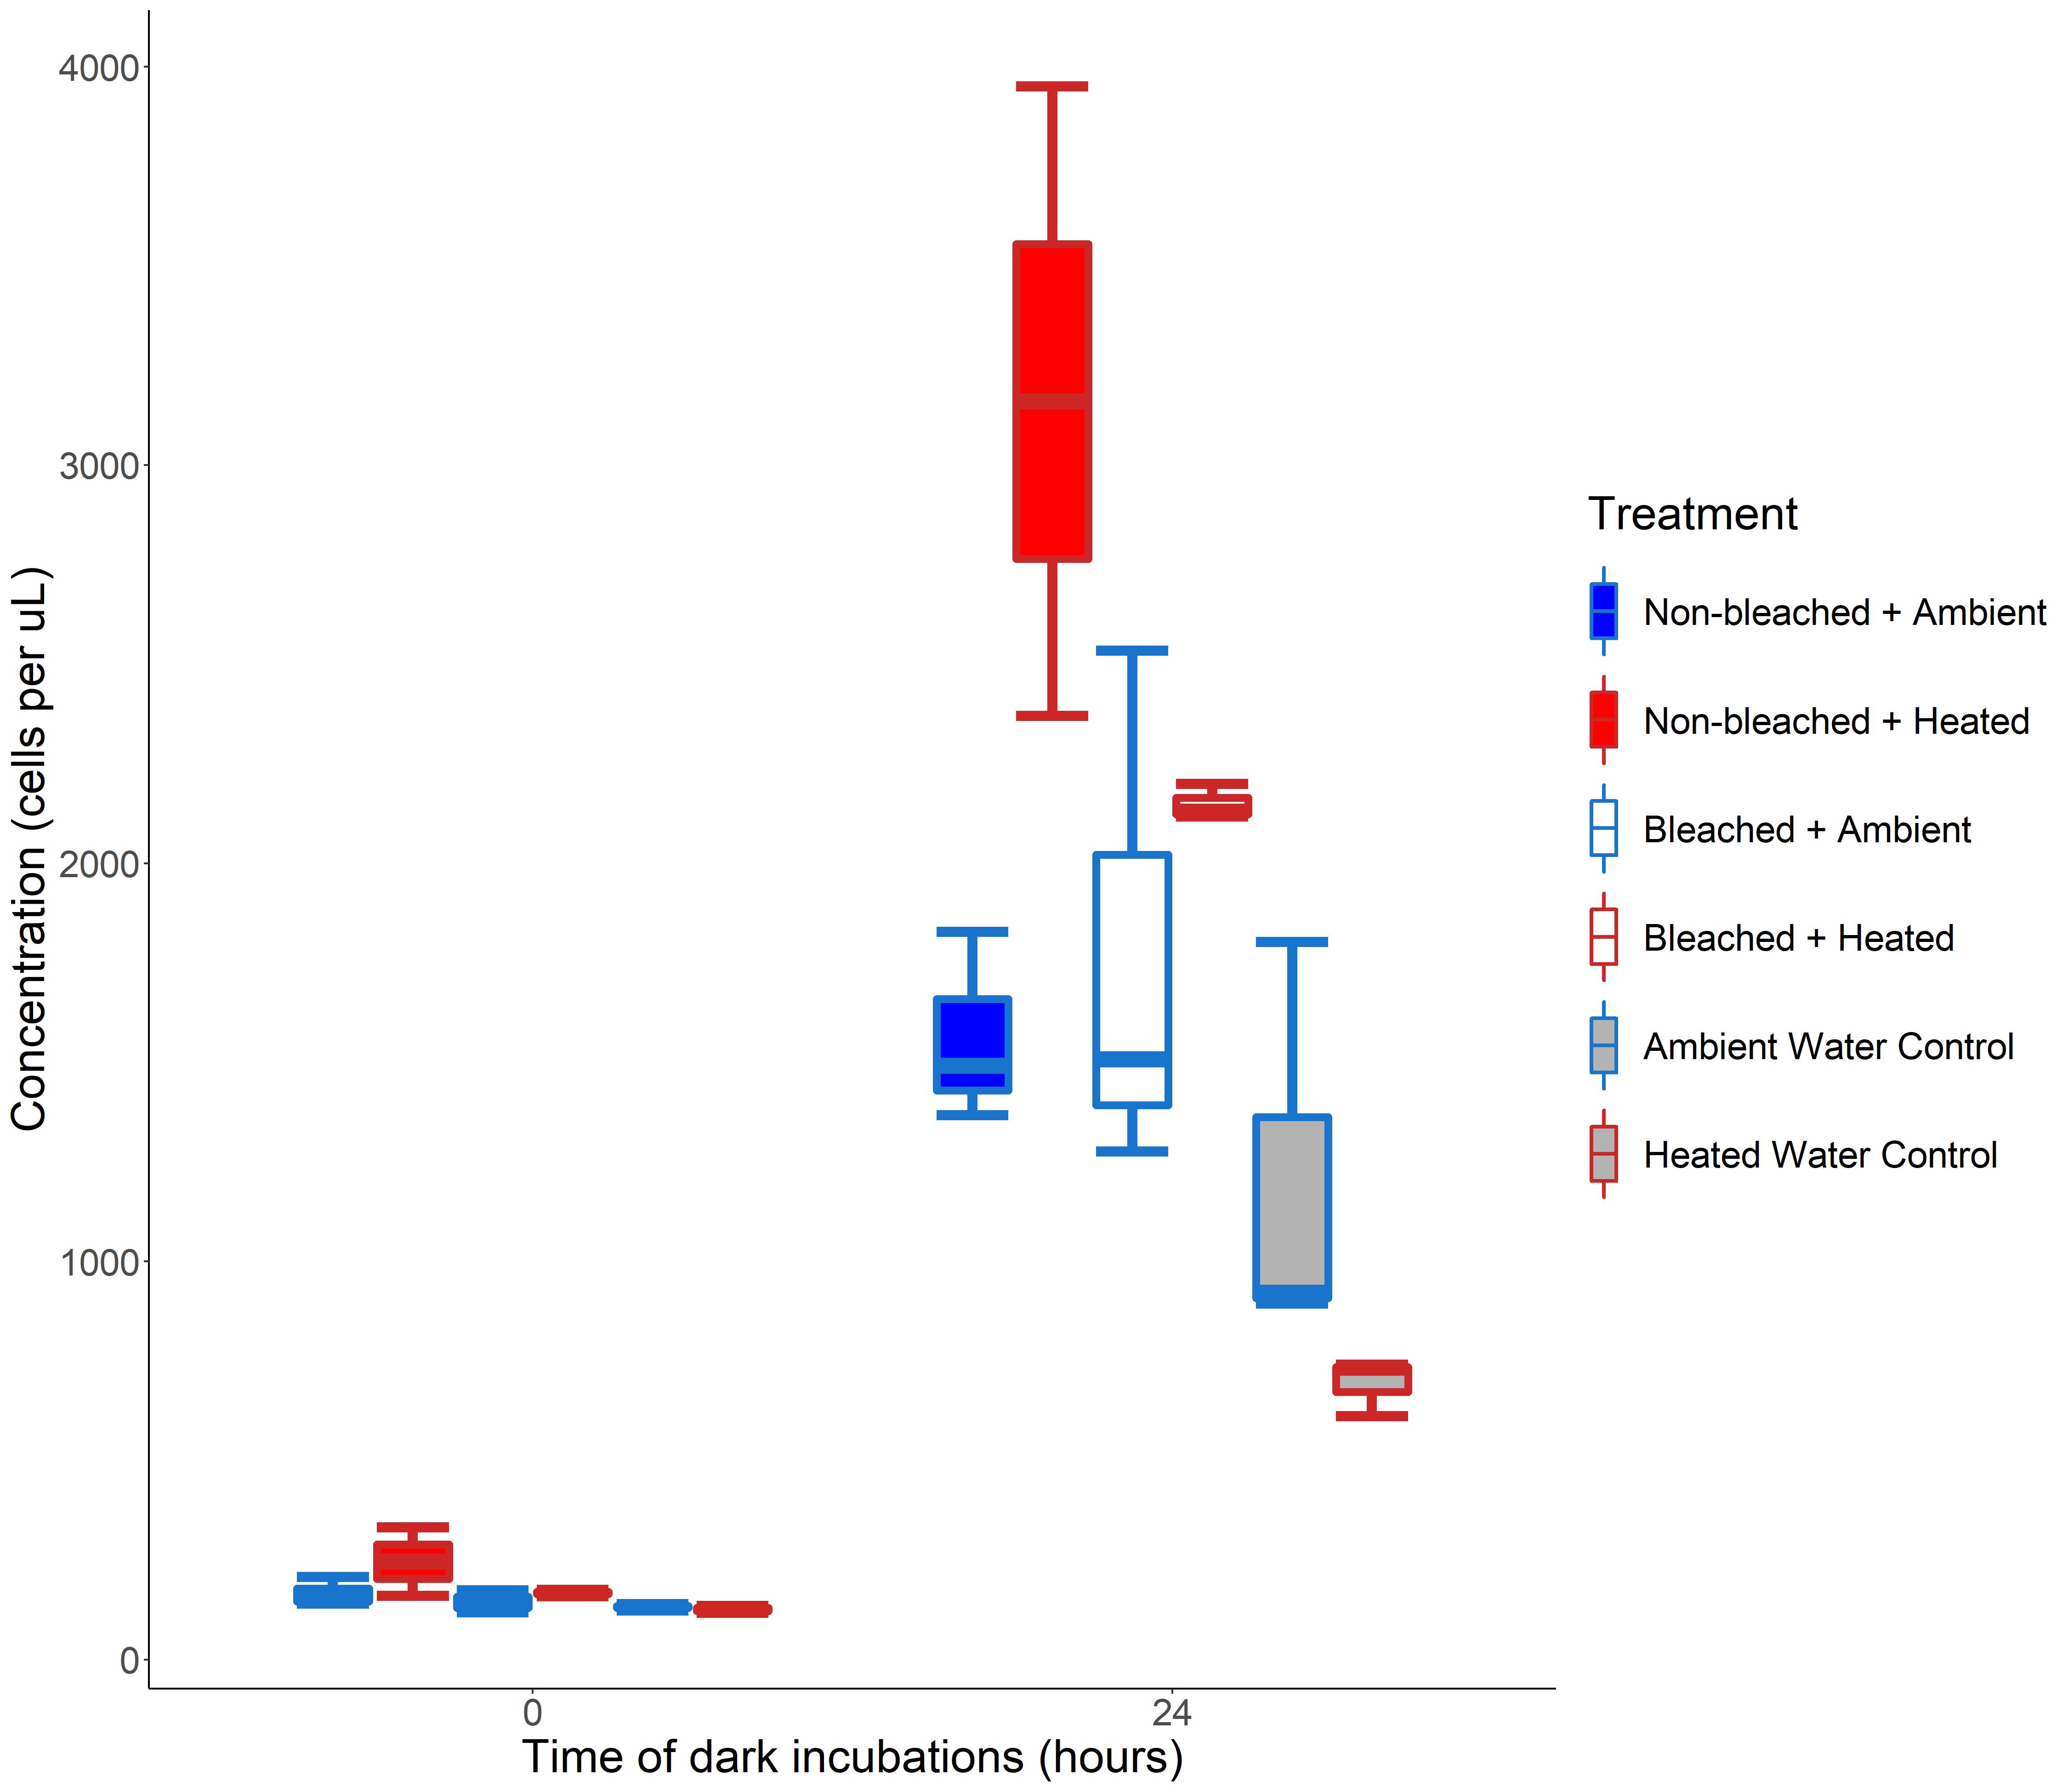 Concentration (cells per uL)
4000
3000
2000
1000
0
0
24
Time of dark incubations (hours)
Treatment
Non-bleached + Ambient
Non-bleached + Heated
Bleached + Ambient
Bleached + Heated
Ambient Water Control
Heated Water Control